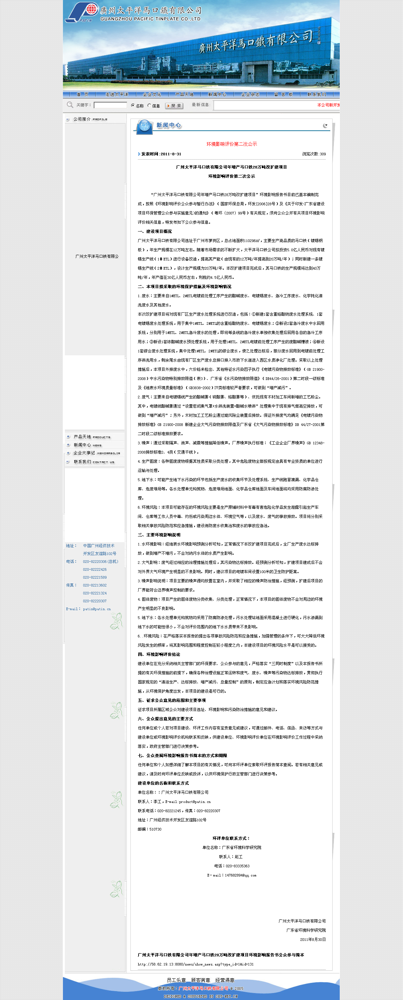 PATIN
廣州太平洋馬口鐵有限公司
GUANGZHOU PACIFIC TINPLATE CO.,LTD
廣州太平洋馬口鐵有限公司
首 页 走进太平洋 企业文化 产品天地 新闻中心 企业杂志 留 言 板 联系我们
关键字： 名称 信息 搜 索 最新信息: 本公司新开发
公司简介 PROFILE
广州太平洋马口铁有限公
产品天地 PRODUCTS
新闻中心 NEWS
企业大事记 MEMORABILIR
联系我们 CONTACT US
地址： 中国广州经济技术
开发区友谊路102号
电话： 020-82220306(总机)
020-82222426
020-82221589
传真： 020-82213602
020-82221324
020-82220307
E-mail： patin@patin.cn
新闻中心
环境影响评价第二次公示
发表时间:2011-8-31 浏览次数:309
广州太平洋马口铁有限公司年增产马口铁28万吨改扩建项目
环境影响评价第二次公示
“广州太平洋马口铁有限公司年增产马口铁28万吨改扩建项目”环境影响报告书目前已基本编制完
成，按照《环境影响评价公众参与暂行办法》（国家环保总局，环发[2006]28号）及《关于印发<广东省建设
项目环保管理公众参与实施意见>的通知》（粤环〔2007〕99号）有关规定，须向公众公开有关项目环境影响
评价相关信息，特发布如下公众参与信息。
一、建设项目概况
广州太平洋马口铁有限公司选址于广州市萝岗区，总占地面积110296㎡，主要生产高品质的马口铁（镀锡钢
板），年生产规模在12万吨左右。随著市场需求的不断扩大，太平洋马口铁公司拟投资5.0亿人民币对现有镀
锡生产线（1＃ETL）进行设备改造，提高其产能（由现有的12万吨/年提高到20万吨/年）；同时新建一条镀
锡生产线（2＃ETL），设计生产规模为20万吨/年。本改扩建项目完成后，其马口铁的生产规模将达到40万
吨/年，年产值在30亿人民币左右，利税约4.5亿人民币。
二、本项目拟采取的环境保护措施及环境影响情况
1.废水：主要来自1#ETL、2#ETL电镀前处理工序产生的酸碱废水、电镀锡废水、急冷工序废水、化学钝化清
洗废水及其他废水。
本次改扩建项目将对现有厂区生产废水处理系统进行改造，包括：①新建1套含重铬酸钠废水处理系统、1套
电镀锡废水处理系统，用于集中1#ETL、2#ETL的含重铬酸钠废水、电镀锡废水；②新设2套急冷废水中水回用
系统，分别用于1#ETL、2#ETL急冷废水的处理，即将每条线的急冷废水单独收集处理后回用各自的急冷工序
用水；③新设1套浓酸碱废水预处理系统，用于处理1#ETL、2#ETL电镀前处理工序产生的废酸碱槽液；④新设
1套综合废水处理系统，集中处理1#ETL、2#ETL的综合废水，使之处理达标后，部分废水回用到电镀前处理工
序淋洗用水，剩余尾水由现有厂区生产废水总排口排入市政下水道进入西区水质净化厂处理。采取以上处理
措施后，本项目外排废水中，六价铬未检出、其他特征水污染因子执行《电镀污染物排放标准》（GB 21900-
2008）中水污染物特别排放限值（表3）、广东省《水污染物排放限值》（DB44/26-2001）第二时段一级标准
及《地表水环境质量标准》（GB3838-2002）Ⅳ类标准较严者要求，可做到“增产减污”。
2.废气：主要来自电镀锡线产生的酸碱雾（硫酸雾、铬酸雾等）、依托现有木材加工车间新增的工艺粉尘。
其中，电镀线酸碱雾通过“设置密闭集气罩+水淋洗装置+酸碱水喷淋”处理集中于现有排气筒高空排放，可
做到“增产减污”；另外，木材加工工艺粉尘通过旋风除尘装置后排放。保证外排废气均满足《电镀污染物
排放标准》GB 21900-2008 新建企业大气污染物排放限值及广东省《大气污染物排放标准》DB 44/27-2001第
二时段二级标准排放要求。
3.噪声：通过采取隔声、消声、减震等措施降低噪声。厂界噪声执行标准：《工业企业厂界噪声》GB 12348-
2008排放标准2、4类（交通干线）。
4.生产固废：各种固废废物根据其性质采取分类处理，其中危险废物全部按规定由具有专业资质的单位进行
运输与处理。
5.地下水：可能产生地下水污染的环节包括生产废水的收集环节及处理系统、生产线跑冒滴漏、化学品仓
库、危废堆场等。各水处理单元构筑物、危废堆场地面、化学品仓库地面及车间地面将均采用防腐防渗处
理。
6.环境风险：本项目可能存在的环境风险主要是生产原辅材料中有毒有害危险化学品发生泄露引起生产车
间、仓库等工作人员中毒、灼伤或污染周边水体、环境空气等，以及废水、废气的事故排放。项目将分别采
取相关事故风险防范和应急措施，建设消防废水收集池和废水的事故应急池。
三、主要环境影响说明
1.水环境影响：经地表水环境影响预测分析可知，正常情况下本改扩建项目完成后，全厂生产废水达标排
放，做到增产不增污，不会对纳污水体的水质产生影响。
2.大气影响：废气经过相应的治理措施处理后，其污染物达标排放。经预测分析可知，扩建项目建成后不会
对外界大气环境产生明显的不良影响。同时，建议项目的电镀车间设置100米的卫生防护距离。
3.噪声影响说明：项目主要的噪声源均放置在室内，并采取了相应的噪声防治措施，经预测，扩建后项目的
厂界能符合边界噪声控制的要求。
4.固体废物：项目产生的固体废物分类收集、分类处理，正常情况下，本项目的固体废物不会对周边的环境
产生明显的不良影响。
5.地下水：各水处理单元构筑物均采用了防腐防渗处理，污水处理站地面采用混凝土进行硬化，污水渗漏到
地下水的可能性很小，不会对评价范围内的地下水水质带来不良影响。
6..环境风险：在严格落实本报告的提出各项事故风险防范和应急措施，加强管理的条件下，可大大降低环境
风险发生的频率，将其影响范围和程度控制在较小程度之内，本建设项目的环境风险水平是可以接受的。
四、环境影响评价结论
建设单位在充分采纳相关主管部门的环保要求、公众参与的意见，严格落实“三同时制度”以及本报告书所
提的有关环保措施的前提下，确保各种治理设施正常运转和废气、废水、噪声等污染物达标排放，贯彻执行
国家规定的“清洁生产、达标排放、增产减污、总量控制”的原则，制定应急计划和落实环境风险防范措
施，从环境保护角度出发，本项目的建设是可行的。
五、征求公众意见的范围和主要事项
征求项目所属区域公众对建设项目选址、环境影响和污染防治措施的意见和建议。
六、公众提出意见的主要方式
任何单位或个人若对项目建设、环评工作内容有宝贵意见或建议，可通过邮件、电话、信函、来访等方式与
建设单位或环境影响评价机构联系和反映，供建设单位、环境影响评价单位在环境影响评价工作过程中采纳
落实，政府主管部门进行决策参考。
七、公众查阅环境影响报告书简本的方式和期限
任何单位和个人如想详细了解本项目的有关情况，可向本环评单位索取环评报告简本查阅。若有相关意见或
建议，请及时向环评单位反映或投诉，以供环境保护行政主管部门进行决策参考。
建设单位的名称和联系方式
单位名称：：广州太平洋马口铁有限公司
联系人：李工，E-mail:product@patin.cn
联系电话：020-82221245，传真：020-82220307
地址：广州经济技术开发区友谊路102号
邮编：510730
环评单位联系方式：
单位名称：广东省环境科学研究院
联系人：赵工
电话：020-83335363
E－mail：147682894@qq.com
广州太平洋马口铁有限公司
广东省环境科学研究院
2011年8月30日
广州太平洋马口铁有限公司年增产马口铁28万吨改扩建项目环境影响报告书公众参与简本
http://58.62.19.13:8080/news/show_news.asp?type_id=1&id=131
员工乐意 顾客满意 经营得意
版权所有：广州太平洋马口铁有限公司 @ 2005
DESIGNED & SUPPORTED BY SKY-NET.CN